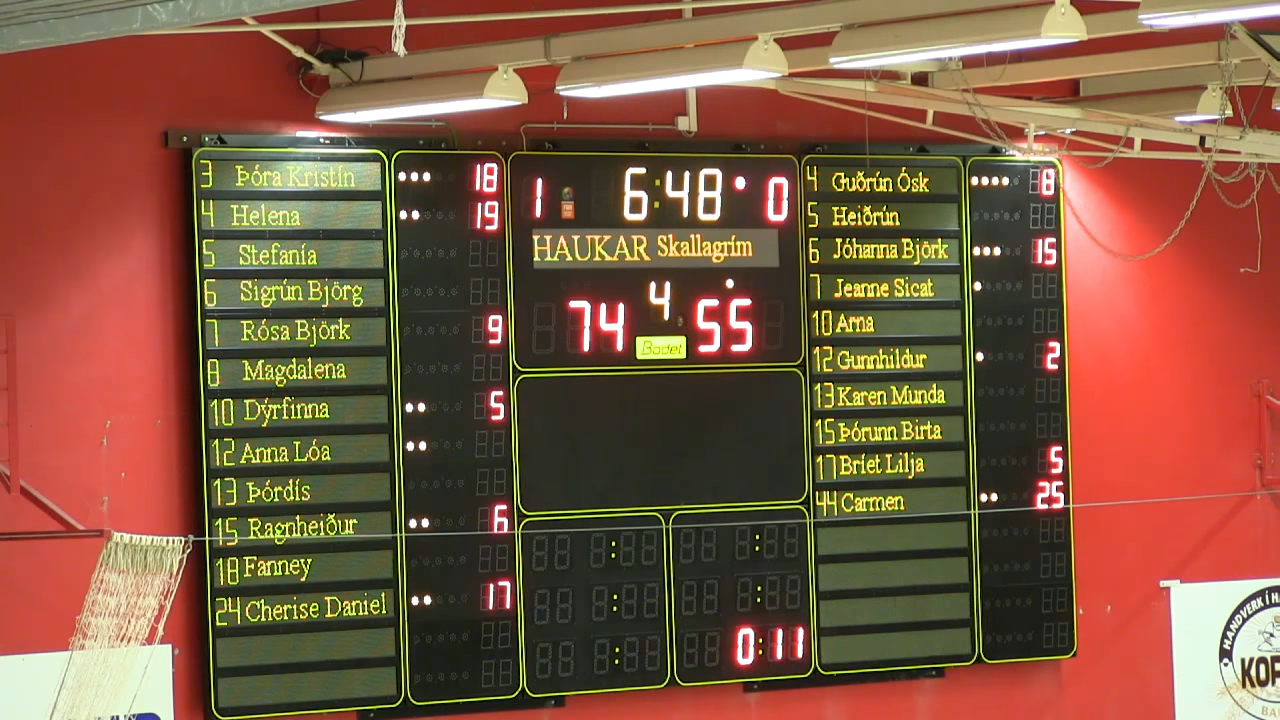 3 Þóra Kristín 18
4 Helena 19
5 Stefanía
6 Sigrún Björg
7 Rósa Björk 9
8 Magdalena
10 Dýrfinna 5
12 Anna Lóa
13 Þórdís
15 Ragnheiður 6
18 Fanney
24 Cherise Daniel 17
1 6:48 0
HAUKAR Skallagrím
4
74 55
Bodet
0:11
4 Guðrún Ósk 8
5 Heiðrún
6 Jóhanna Björk 15
7 Jeanne Sicat
10 Arna
12 Gunnhildur 2
13 Karen Munda
15 Þórunn Birta
17 Bríet Lilja 5
44 Carmen 25
HANDVERK Í HA
KOF
BA